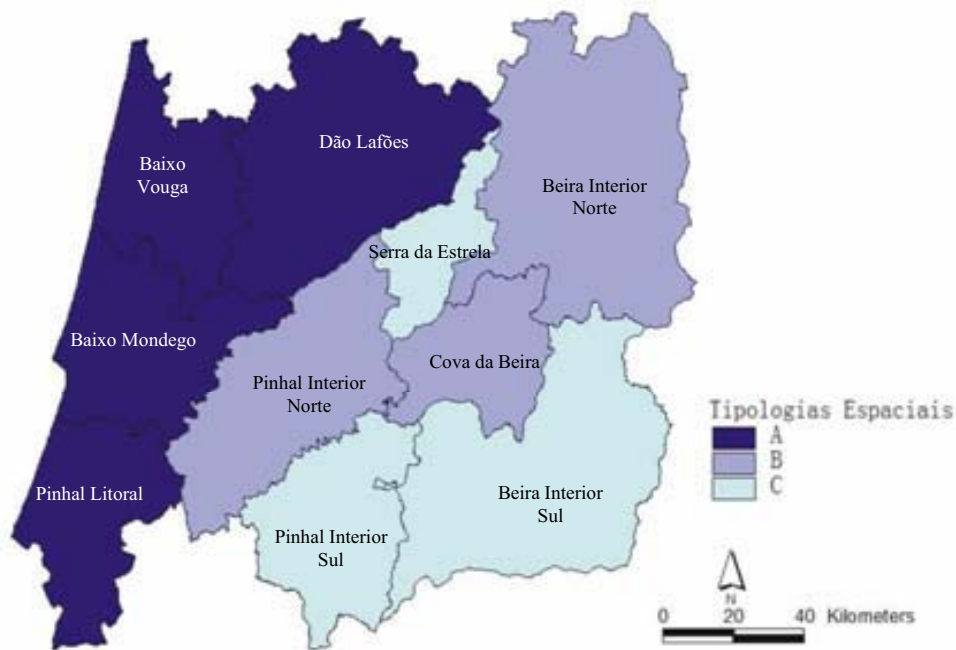 Dão Lafões
Baixo
Vouga
Beira Interior
Norte
Serra da Estrela
Baixo Mondego
Cova da Beira
Pinhal Interior
Norte
Pinhal Litoral
Beira Interior
Sul
Pinhal Interior
Sul
Tipologias Espaciais
A
B
C
N
0 20 40 Kilometers